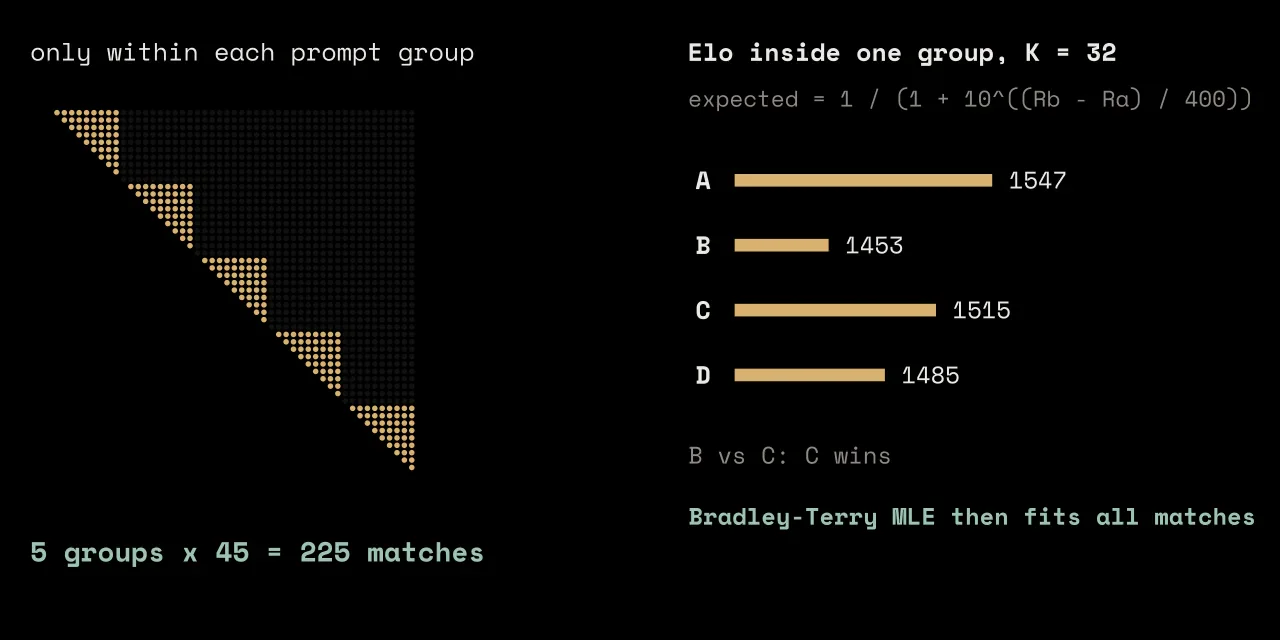 only within each prompt group
5 groups x 45 = 225 matches
Elo inside one group, K = 32
expected = 1 / (1 + 10^((Rb - Ra) / 400))
A 1547
B 1453
C 1515
D 1485
B vs C: C wins
Bradley-Terry MLE then fits all matches